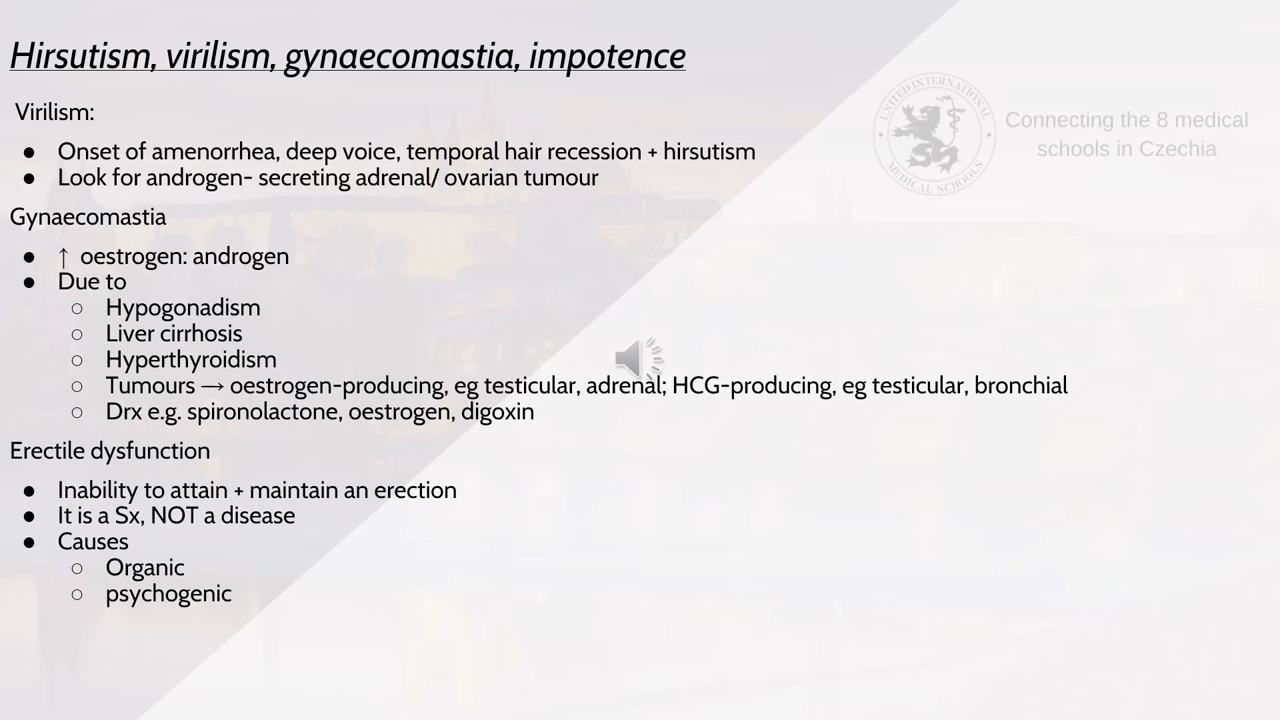 Hirsutism, virilism, gynaecomastia, impotence
UNITED INTERNATIONAL
MEDICAL SCHOOLS
Connecting the 8 medical
schools in Czechia
Virilism:
● Onset of amenorrhea, deep voice, temporal hair recession + hirsutism
● Look for androgen- secreting adrenal/ ovarian tumour
Gynaecomastia
● ↑ oestrogen: androgen
● Due to
○ Hypogonadism
○ Liver cirrhosis
○ Hyperthyroidism
○ Tumours → oestrogen-producing, eg testicular, adrenal; HCG-producing, eg testicular, bronchial
○ Drx e.g. spironolactone, oestrogen, digoxin
Erectile dysfunction
● Inability to attain + maintain an erection
● It is a Sx, NOT a disease
● Causes
○ Organic
○ psychogenic